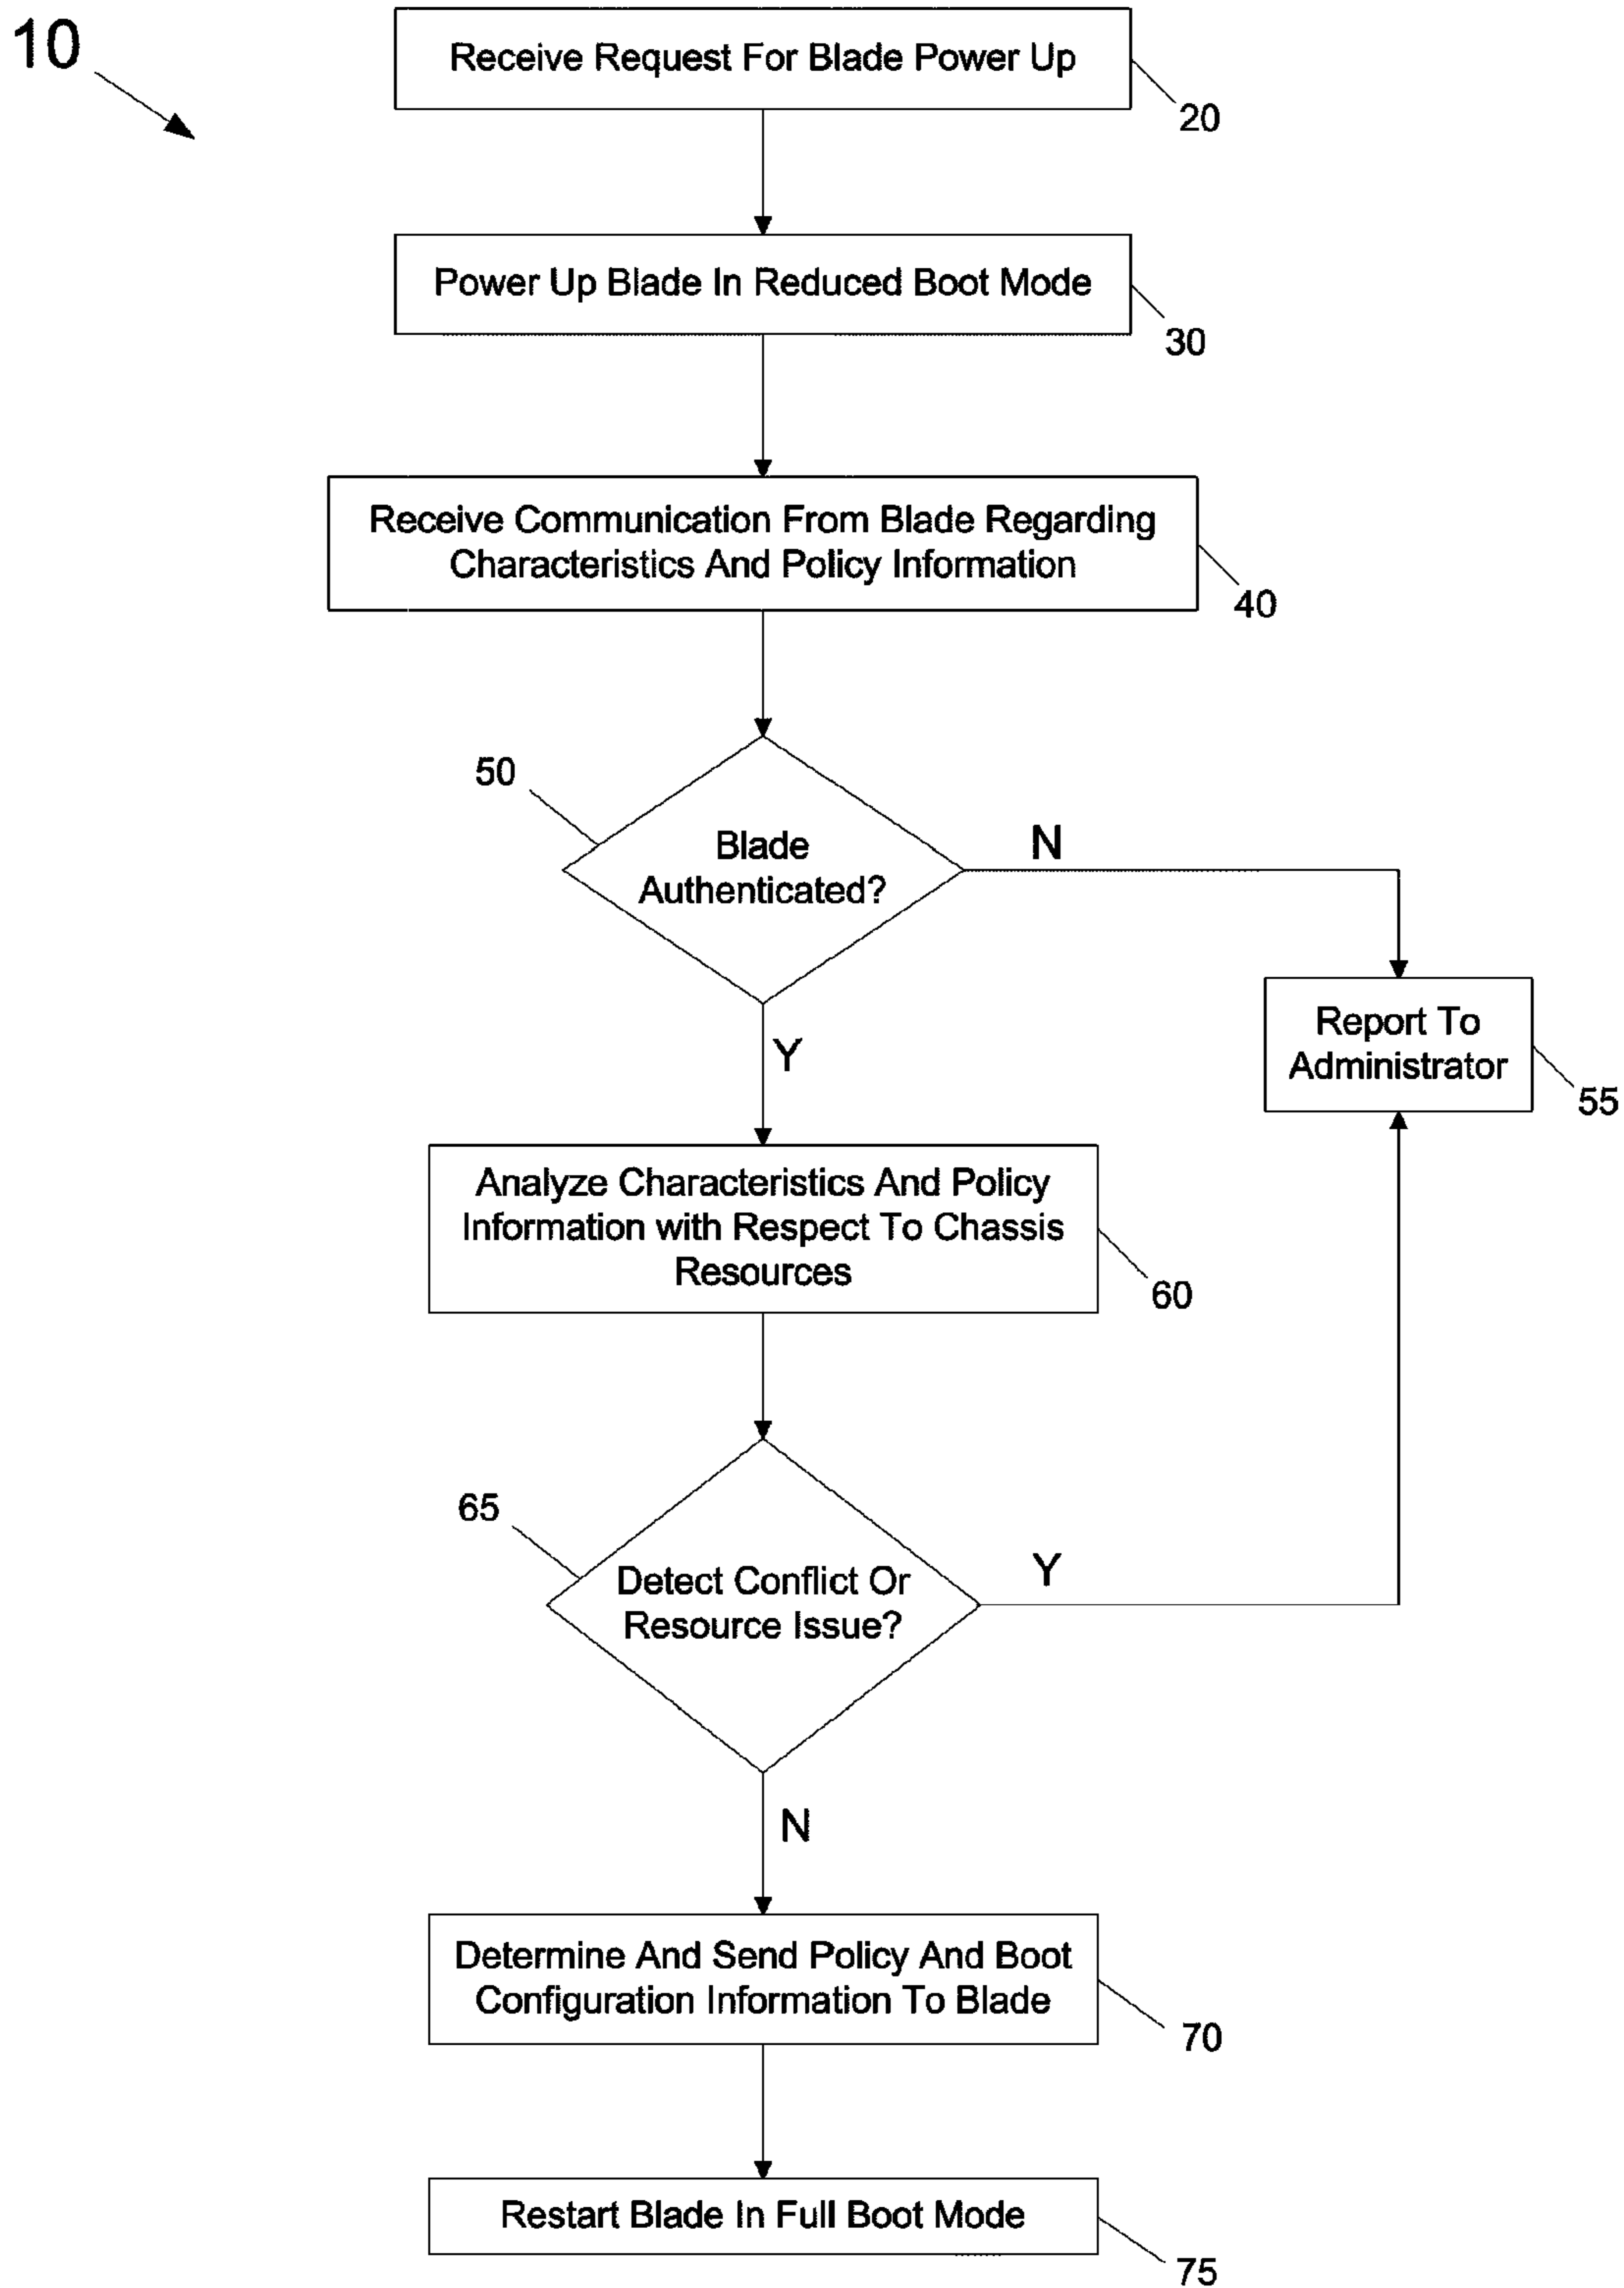 10
Receive Request For Blade Power Up
20
Power Up Blade In Reduced Boot Mode
30
Receive Communication From Blade Regarding
Characteristics And Policy Information
40
50
Blade
Authenticated?
N
Y
Report To
Administrator
55
Analyze Characteristics And Policy
Information with Respect To Chassis
Resources
60
65
Detect Conflict Or
Resource Issue?
Y
N
Determine And Send Policy And Boot
Configuration Information To Blade
70
Restart Blade In Full Boot Mode
75